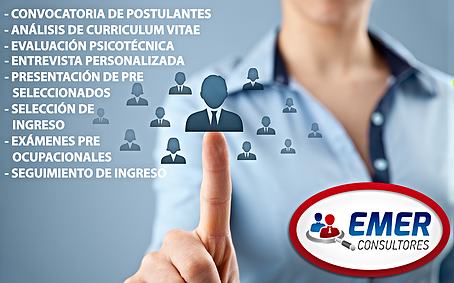 - CONVOCATORIA DE POSTULANTES
- ANÁLISIS DE CURRICULUM VITAE
- EVALUACIÓN PSICOTÉCNICA
- ENTREVISTA PERSONALIZADA
- PRESENTACIÓN DE PRE
SELECCIONADOS
- SELECCIÓN DE
INGRESO
- EXÁMENES PRE
OCUPACIONALES
- SEGUIMIENTO DE INGRESO
EMER
CONSULTORES